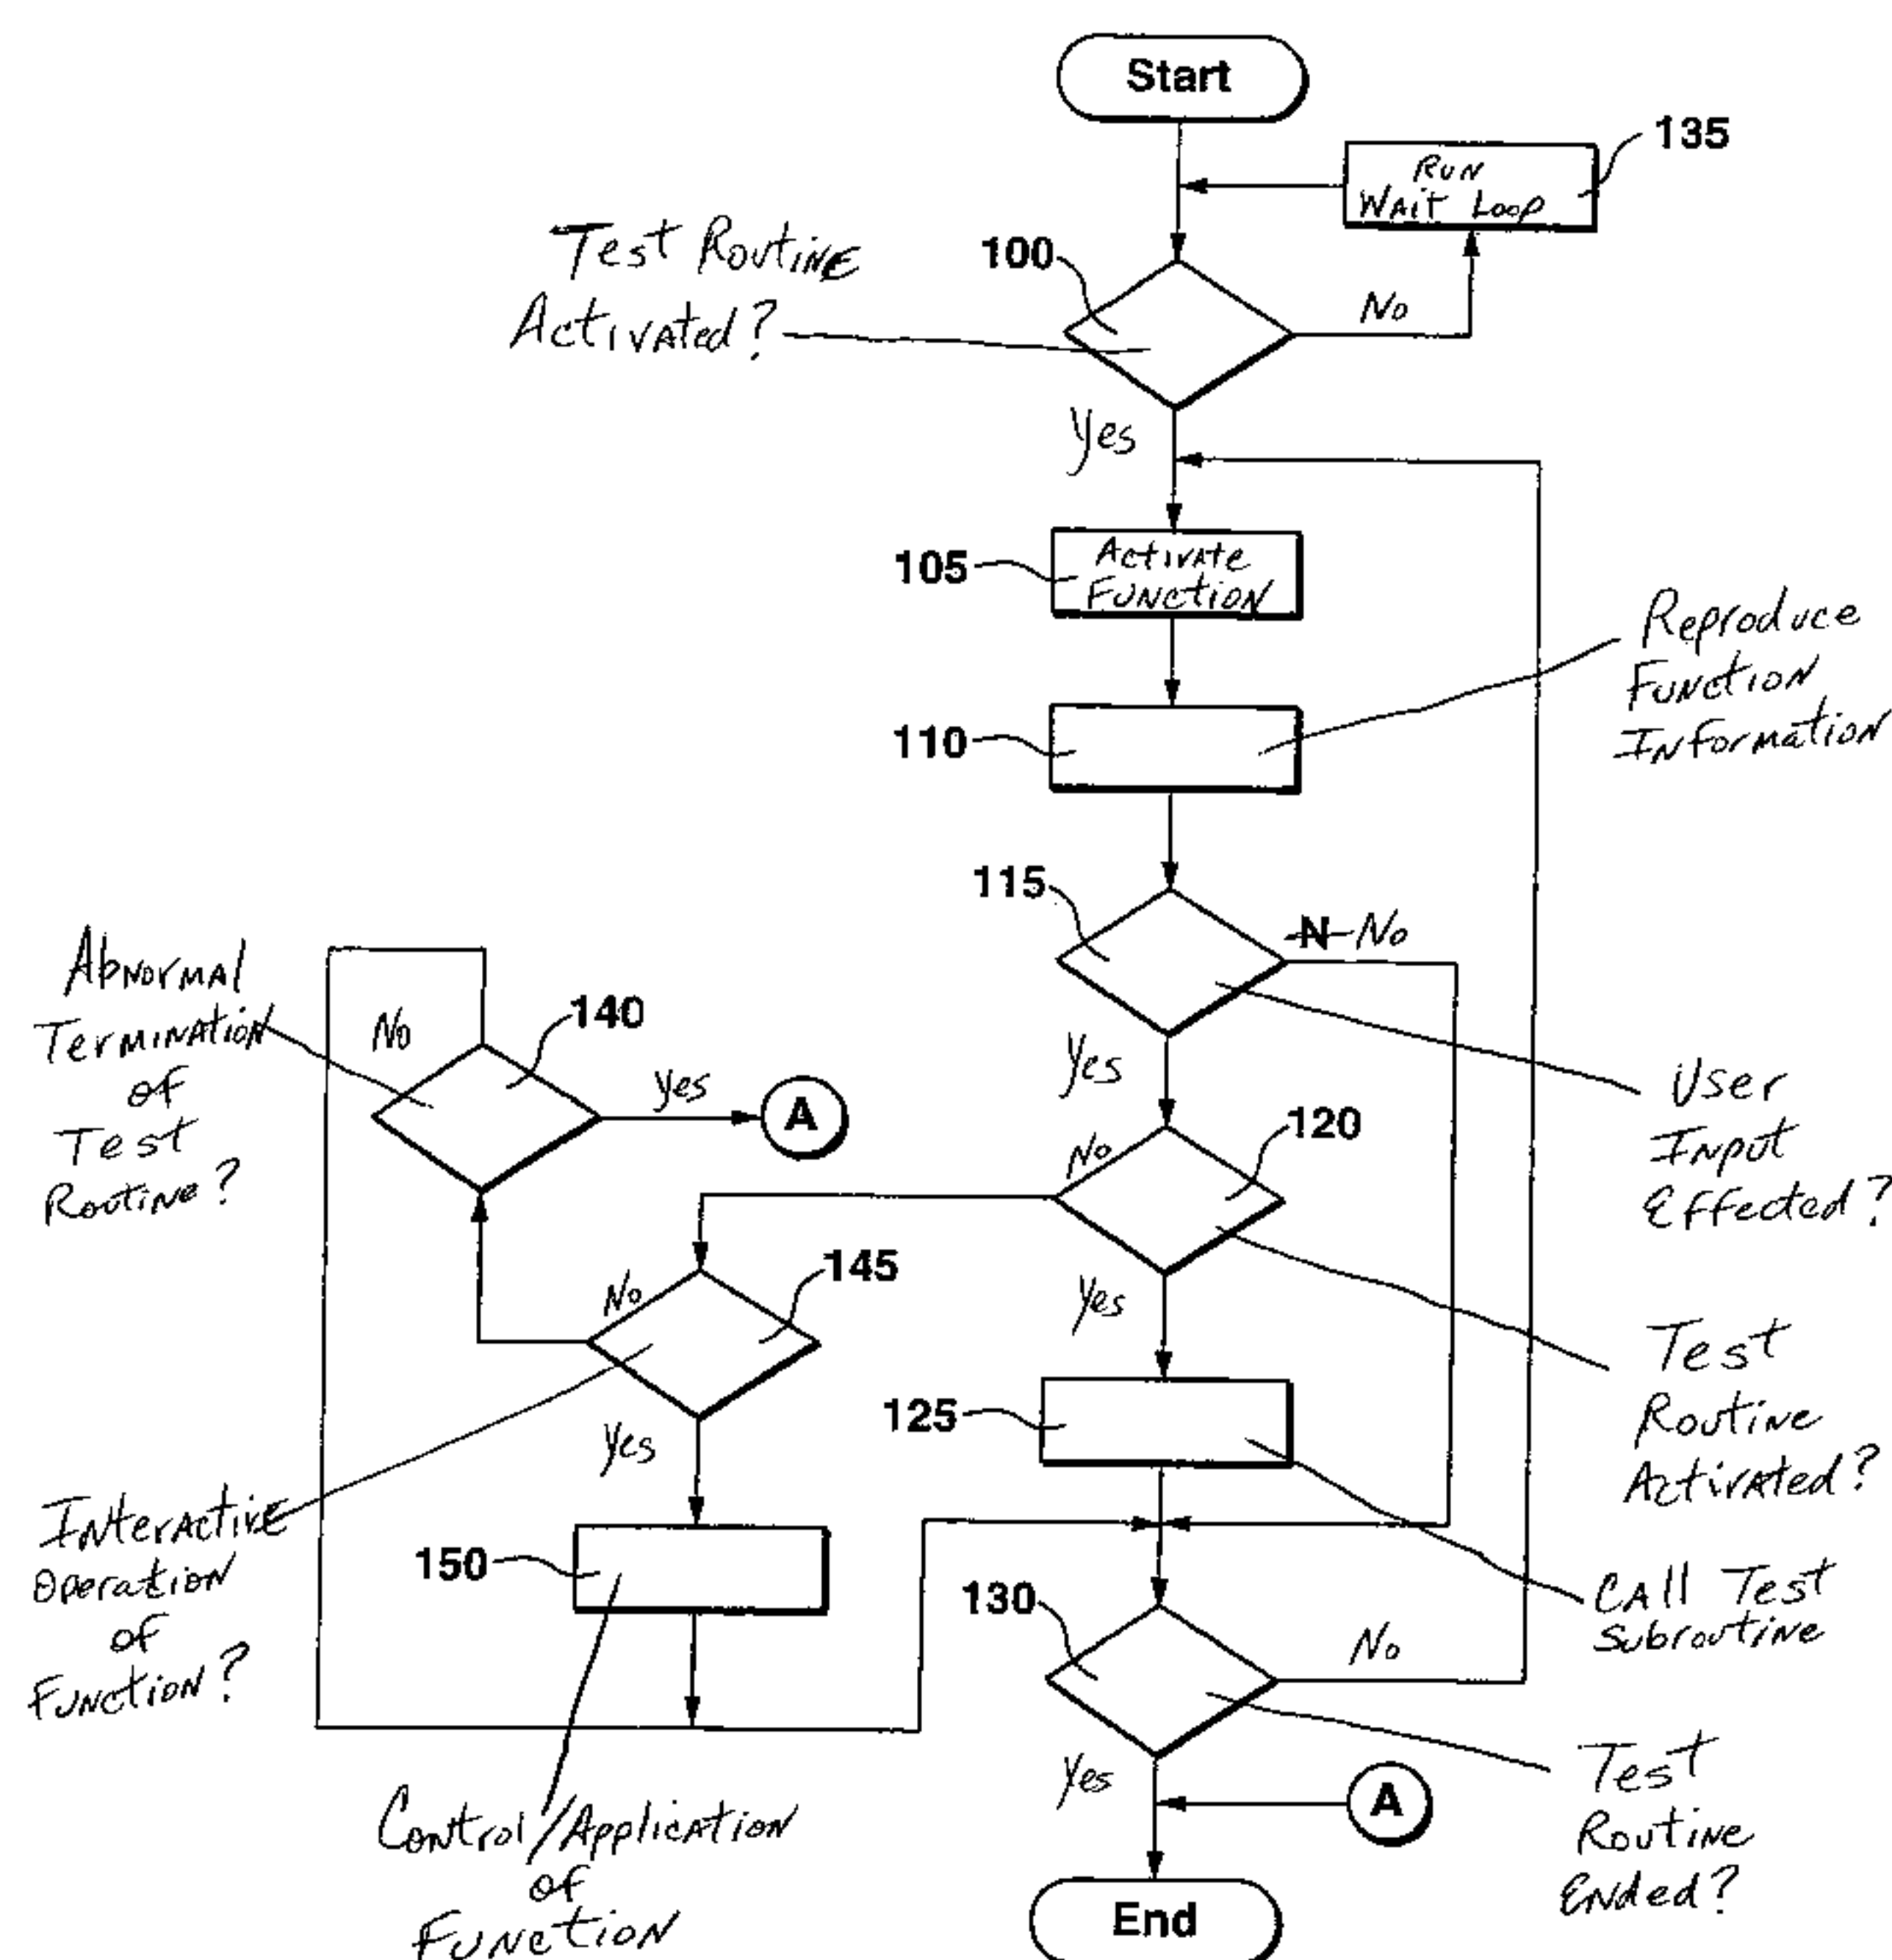 Start
135
Run
Wait Loop
Test Routine
Activated?
100
No
Yes
105
Activate
Function
Reproduce
Function
Information
110
115
N No
Yes
User
Input
Effected?
Abnormal
Termination
of
Test
Routine?
No
140
Yes
A
120
No
Yes
Test
Routine
Activated?
145
No
Yes
Interactive
Operation
of
Function?
125
Call Test
Subroutine
150
Control/Application
of
Function
130
No
Yes
Test
Routine
Ended?
A
End